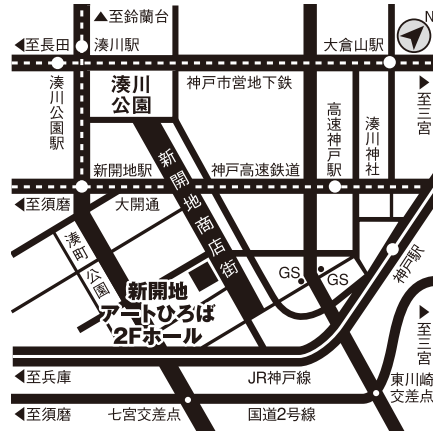 ▲至鈴蘭台
N
◀至長田
湊川駅
大倉山駅
湊川
公園
神戸市営地下鉄
▶至三宮
湊川公園駅
高速神戸駅
湊川神社
新開地駅
新開地商店街
神戸高速鉄道
◀至須磨
大開通
湊町公園
神戸駅
GS
GS
新開地
アートひろば
2Fホール
▶至三宮
◀至兵庫
JR神戸線
東川崎
交差点
◀至須磨
七宮交差点
国道2号線